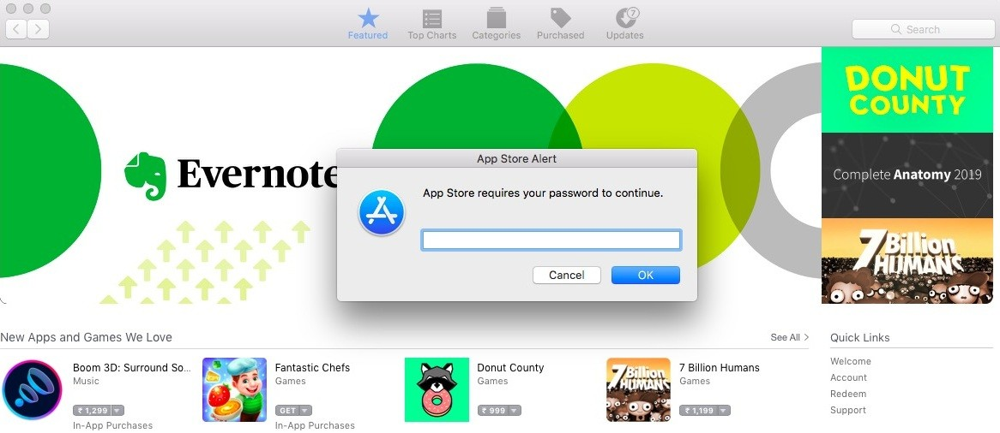 7
Featured
Top Charts
Categories
Purchased
Updates
Search
DONUT
COUNTY
Evernote
App Store Alert
App Store requires your password to continue.
Cancel
OK
Complete Anatomy 2019
7 Billion
HUMANS
New Apps and Games We Love
See All >
Quick Links
Boom 3D: Surround So...
Music
₹ 1,299
In-App Purchases
Fantastic Chefs
Games
GET
In-App Purchases
Donut County
Games
₹ 999
7 Billion
HUMANS
7 Billion Humans
Games
₹ 1,199
Welcome
Account
Redeem
Support